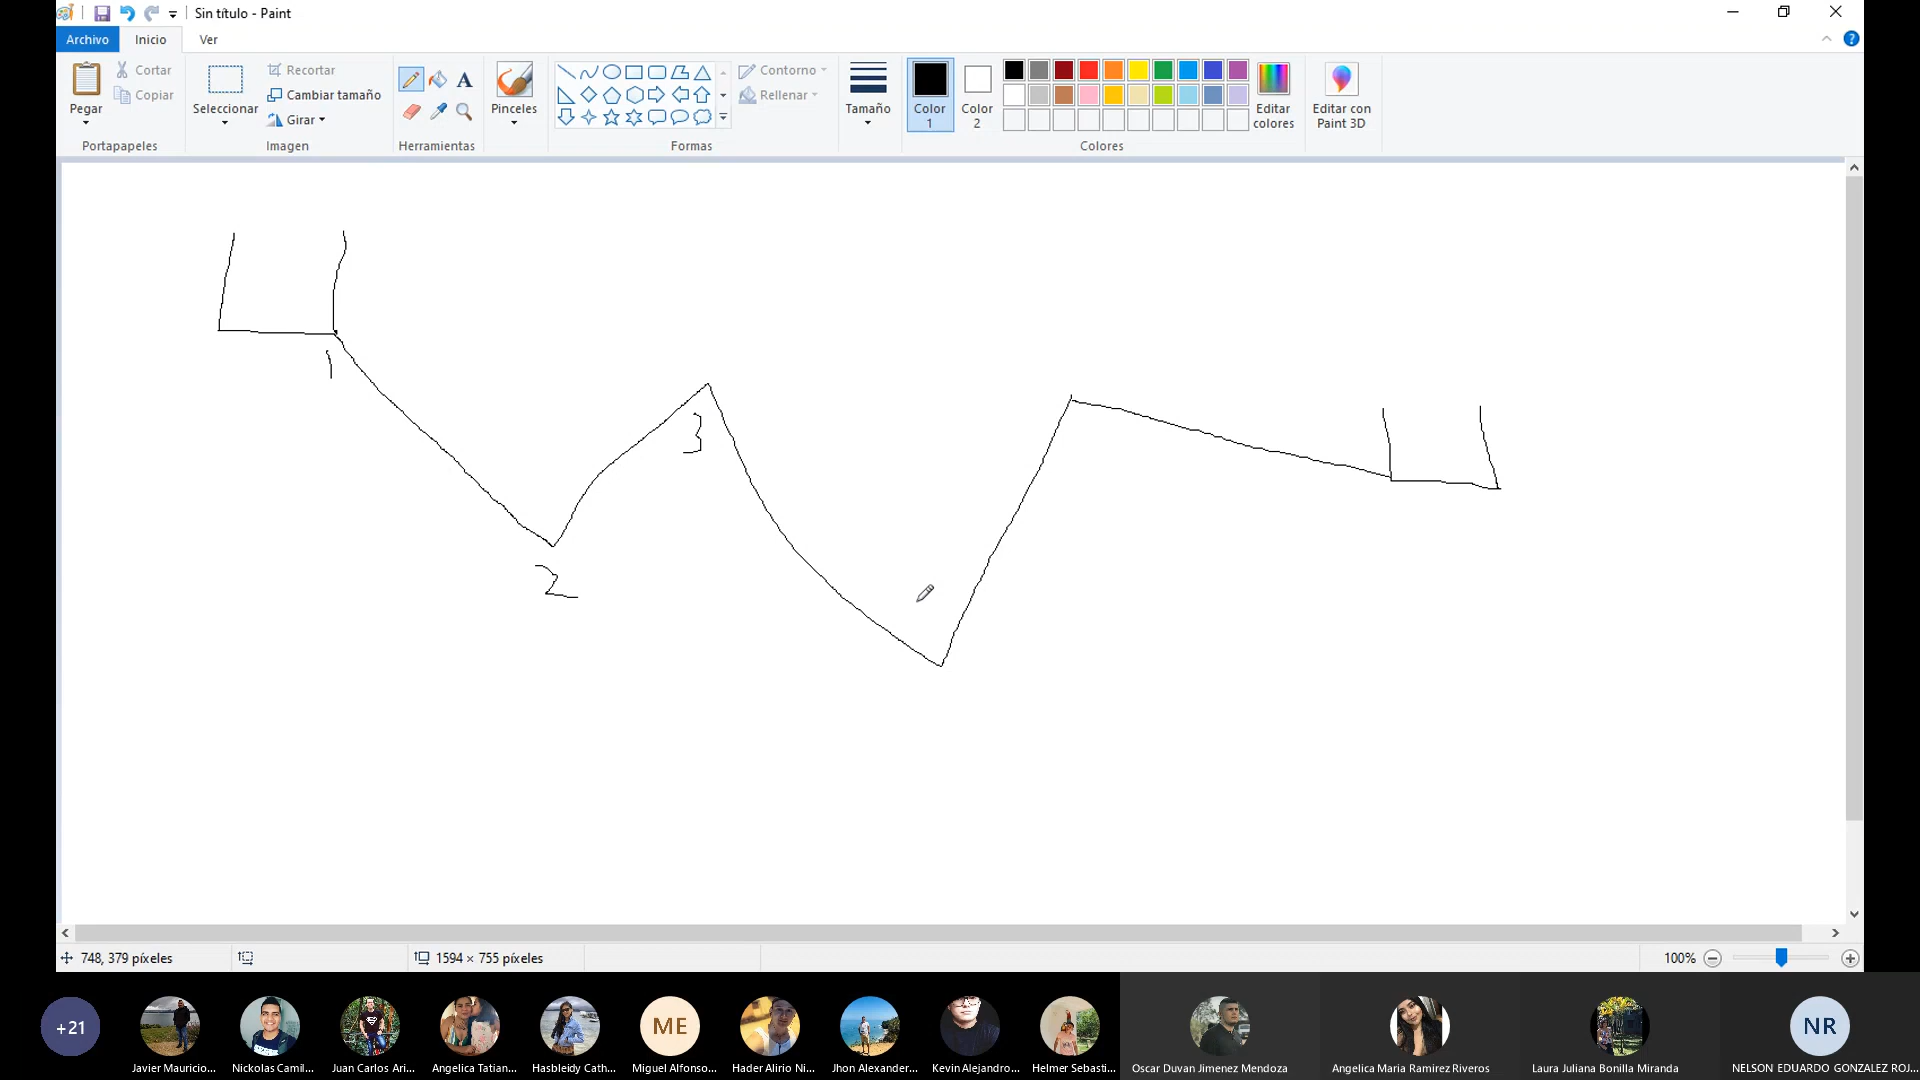 Sin título - Paint
Archivo
Inicio
Ver
Pegar
Cortar
Copiar
Portapapeles
Seleccionar
Recortar
Cambiar tamaño
Girar
Imagen
A
Herramientas
Pinceles
Contorno
Rellenar
Formas
Tamaño
Color
1
Color
2
Editar
colores
Editar con
Paint 3D
Colores
1
3
2
748, 379 píxeles
1594 × 755 píxeles
100%
+21
Javier Mauricio...
Nickolas Camil...
Juan Carlos Ari...
Angelica Tatian...
Hasbleidy Cath...
ME
Miguel Alfonso...
Hader Alirio Ni...
Jhon Alexander...
Kevin Alejandro...
Helmer Sebasti...
Oscar Duvan Jimenez Mendoza
Angelica Maria Ramirez Riveros
Laura Juliana Bonilla Miranda
NR
NELSON EDUARDO GONZALEZ ROJ...